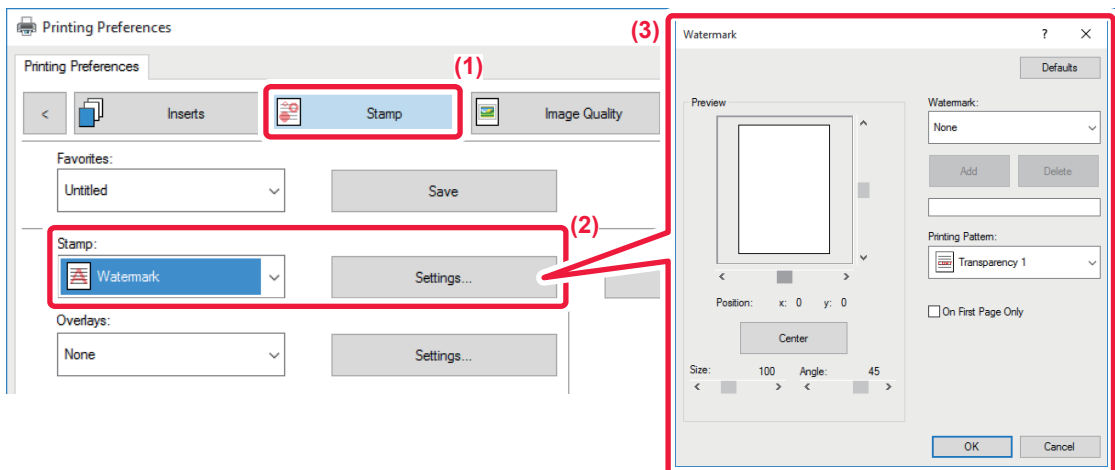 Printing Preferences
Printing Preferences
(1)
< Inserts Stamp Image Quality
Favorites:
Untitled Save
(2)
Stamp:
Watermark Settings...
Overlays:
None Settings...
(3)
Watermark ? ×
Defaults
Preview
Watermark:
None
Add Delete
Printing Pattern:
Transparency 1
Position: x: 0 y: 0
On First Page Only
Center
Size: 100 Angle: 45
OK Cancel